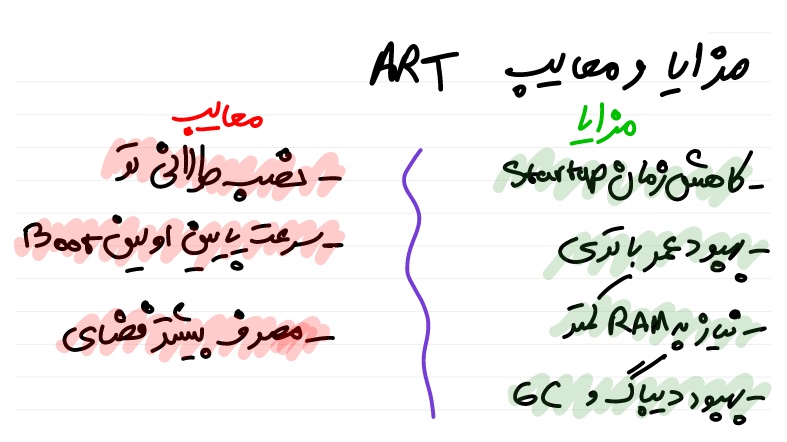 مزایا و معایب ART
مزایا
- کاهش زمان Startup
- بهبود عمر باتری
- نیاز به RAM کمتر
- بهبود دیباگ و GC
معایب
- نصب طولانی تر
- سرعت پایین اولین Boot
- مصرف بیشتر فضای